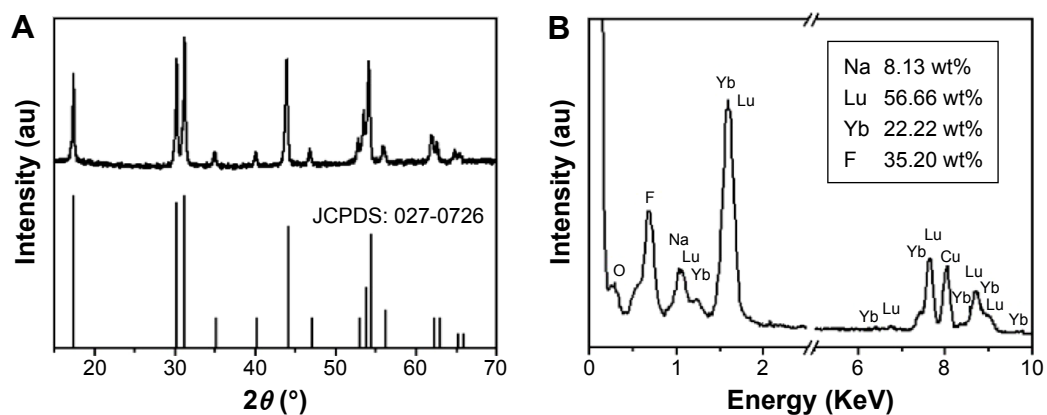 A
Intensity (au)
JCPDS: 027-0726
20 30 40 50 60 70
2θ (°)
B
Intensity (au)
Na 8.13 wt%
Lu 56.66 wt%
Yb 22.22 wt%
F 35.20 wt%
Yb
Lu
F
Na
Lu
Yb
O
Lu
Yb
Cu
Lu
Yb
Yb
Lu
Yb
Lu
Yb
0 1 2 6 8 10
Energy (KeV)